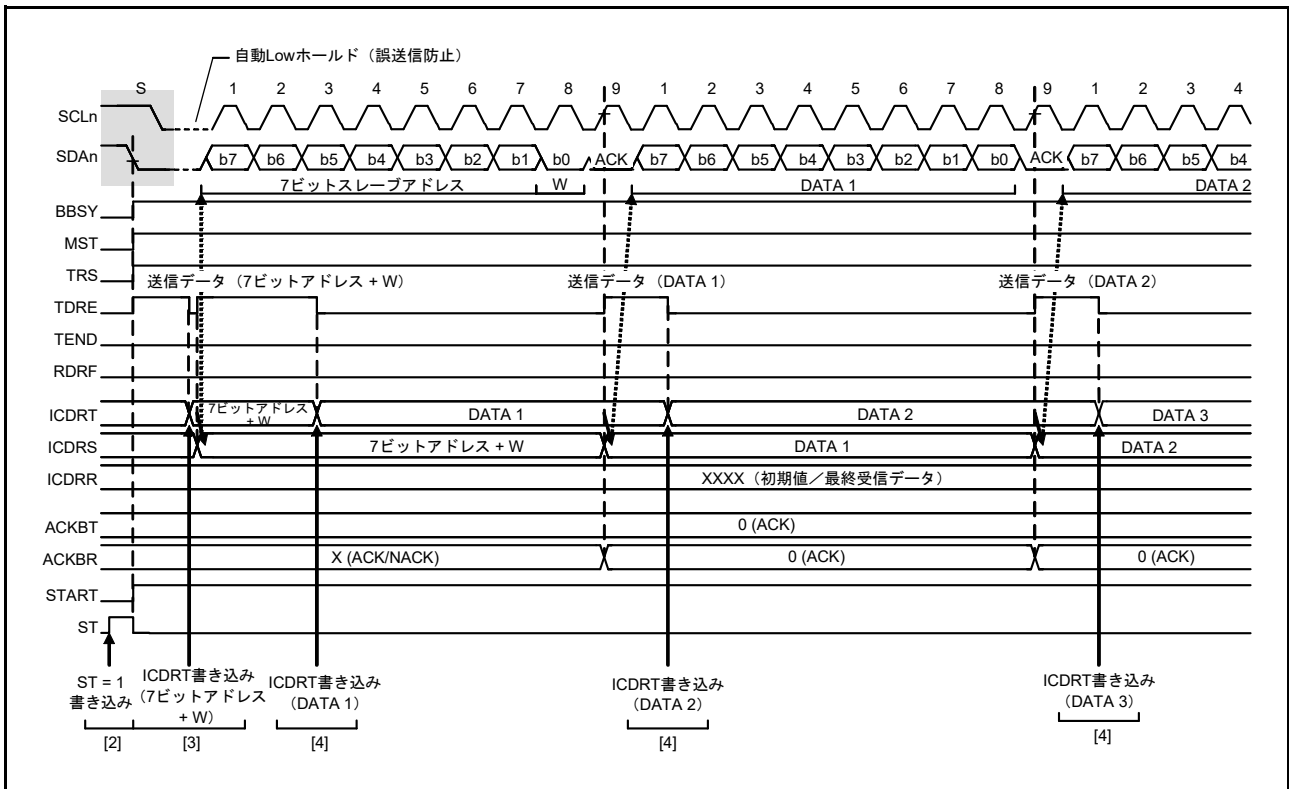 自動Lowホールド（誤送信防止）
S 1 2 3 4 5 6 7 8 9 1 2 3 4 5 6 7 8 9 1 2 3 4
SCLn
SDAn b7 b6 b5 b4 b3 b2 b1 b0 ACK b7 b6 b5 b4 b3 b2 b1 b0 ACK b7 b6 b5 b4
7ビットスレーブアドレス W DATA 1 DATA 2
BBSY
MST
TRS
送信データ（7ビットアドレス + W） 送信データ（DATA 1） 送信データ（DATA 2）
TDRE
TEND
RDRF
ICDRT 7ビットアドレス + W DATA 1 DATA 2 DATA 3
ICDRS 7ビットアドレス + W DATA 1 DATA 2
ICDRR XXXX（初期値／最終受信データ）
ACKBT 0 (ACK)
ACKBR X (ACK/NACK) 0 (ACK) 0 (ACK)
START
ST
ST = 1
書き込み
ICDRT書き込み
（7ビットアドレス
+ W）
ICDRT書き込み
（DATA 1）
ICDRT書き込み
（DATA 2）
ICDRT書き込み
（DATA 3）
[2] [3] [4] [4] [4]